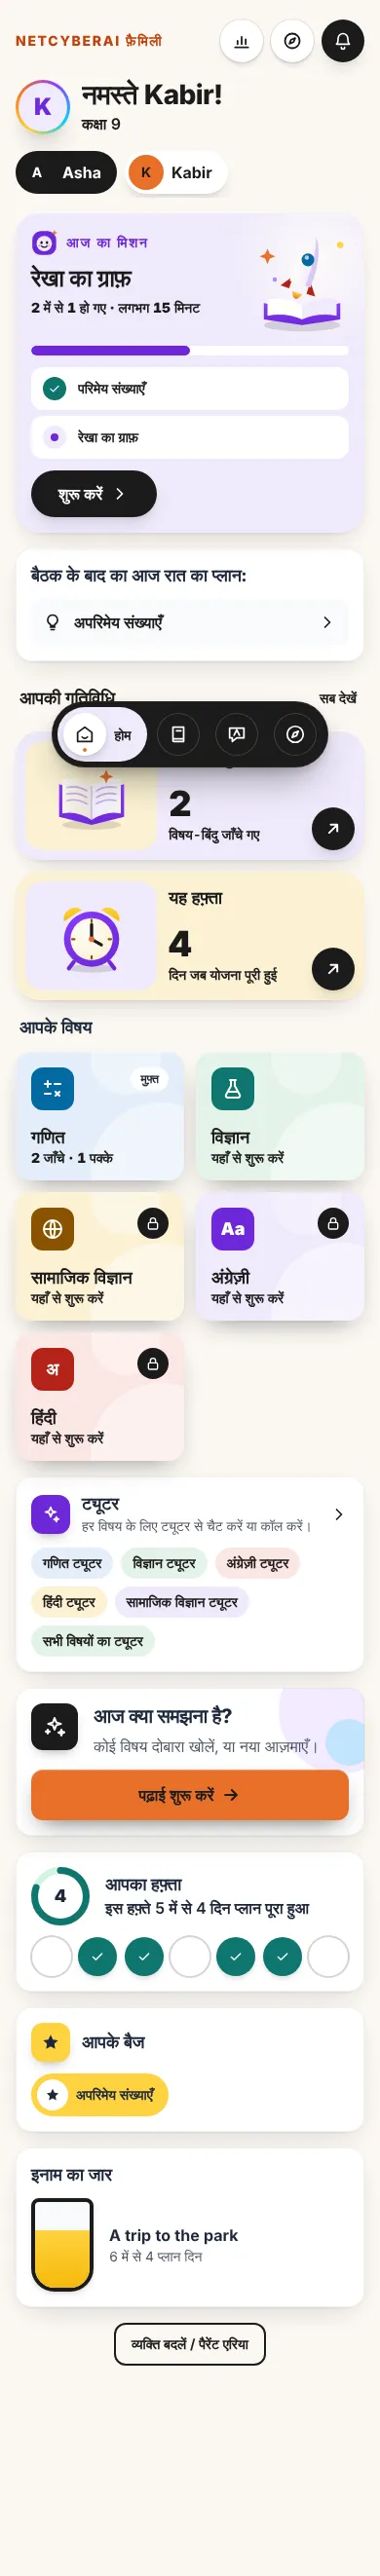 NETCYBERAI फ़ैमिली
K
नमस्ते Kabir!
कक्षा 9
A Asha
K Kabir
आज का मिशन
रेखा का ग्राफ़
2 में से 1 हो गए · लगभग 15 मिनट
परिमेय संख्याएँ
रेखा का ग्राफ़
शुरू करें
बैठक के बाद का आज रात का प्लान:
अपरिमेय संख्याएँ
आपकी गतिविधि
सब देखें
होम
2
विषय-बिंदु जाँचे गए
यह हफ़्ता
4
दिन जब योजना पूरी हुई
आपके विषय
मुफ़्त
गणित
2 जाँचे · 1 पक्के
विज्ञान
यहाँ से शुरू करें
सामाजिक विज्ञान
यहाँ से शुरू करें
Aa
अंग्रेज़ी
यहाँ से शुरू करें
अ
हिंदी
यहाँ से शुरू करें
ट्यूटर
हर विषय के लिए ट्यूटर से चैट करें या कॉल करें।
गणित ट्यूटर
विज्ञान ट्यूटर
अंग्रेज़ी ट्यूटर
हिंदी ट्यूटर
सामाजिक विज्ञान ट्यूटर
सभी विषयों का ट्यूटर
आज क्या समझना है?
कोई विषय दोबारा खोलें, या नया आज़माएँ।
पढ़ाई शुरू करें
4
आपका हफ़्ता
इस हफ़्ते 5 में से 4 दिन प्लान पूरा हुआ
आपके बैज
अपरिमेय संख्याएँ
इनाम का जार
A trip to the park
6 में से 4 प्लान दिन
व्यक्ति बदलें / पैरेंट एरिया